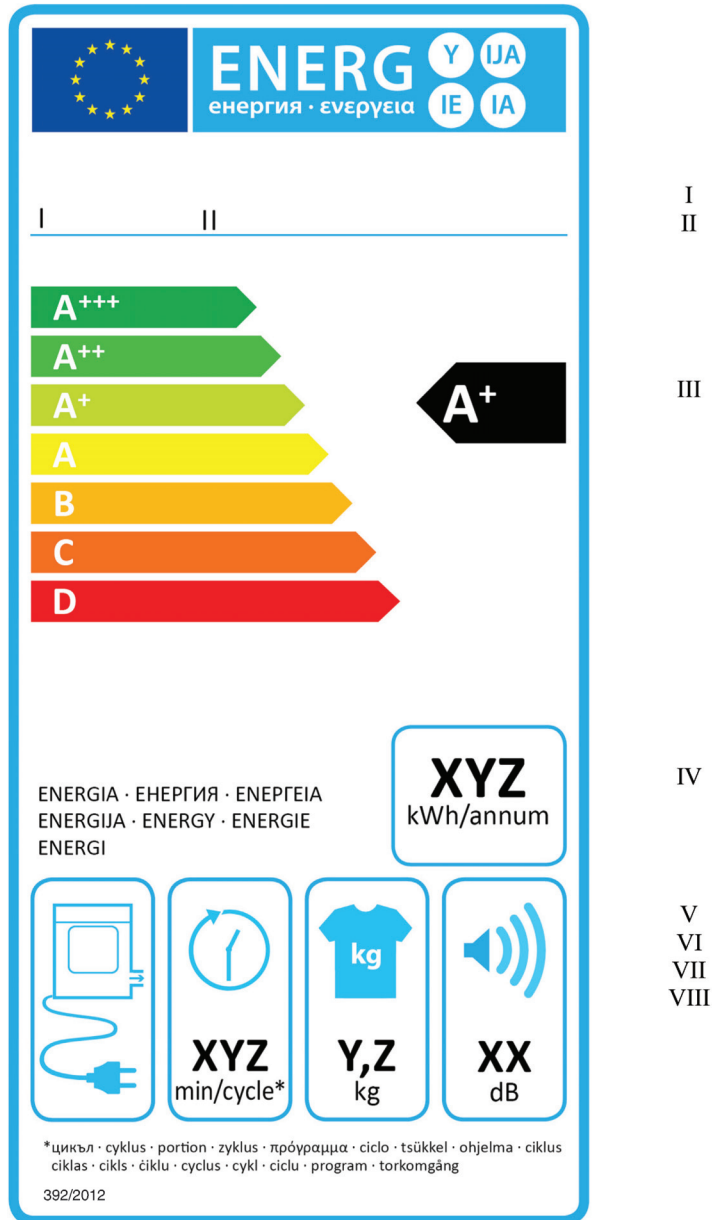 ENERG Y IJA
енергия · ενεργεια IE IA
I II
I
II
A+++
A++
A+
A
B
C
D
A+
III
XYZ
kWh/annum
IV
ENERGIA · ЕНЕРГИЯ · ΕΝΕΡΓΕΙΑ
ENERGIJA · ENERGY · ENERGIE
ENERGI
XYZ
min/cycle*
kg
Y,Z
kg
XX
dB
V
VI
VII
VIII
*цикъл · cyklus · portion · zyklus · πρόγραμμα · ciclo · tsükkel · ohjelma · ciklus
ciklas · cikls · ċiklu · cyclus · cykl · ciclu · program · torkomgång
392/2012